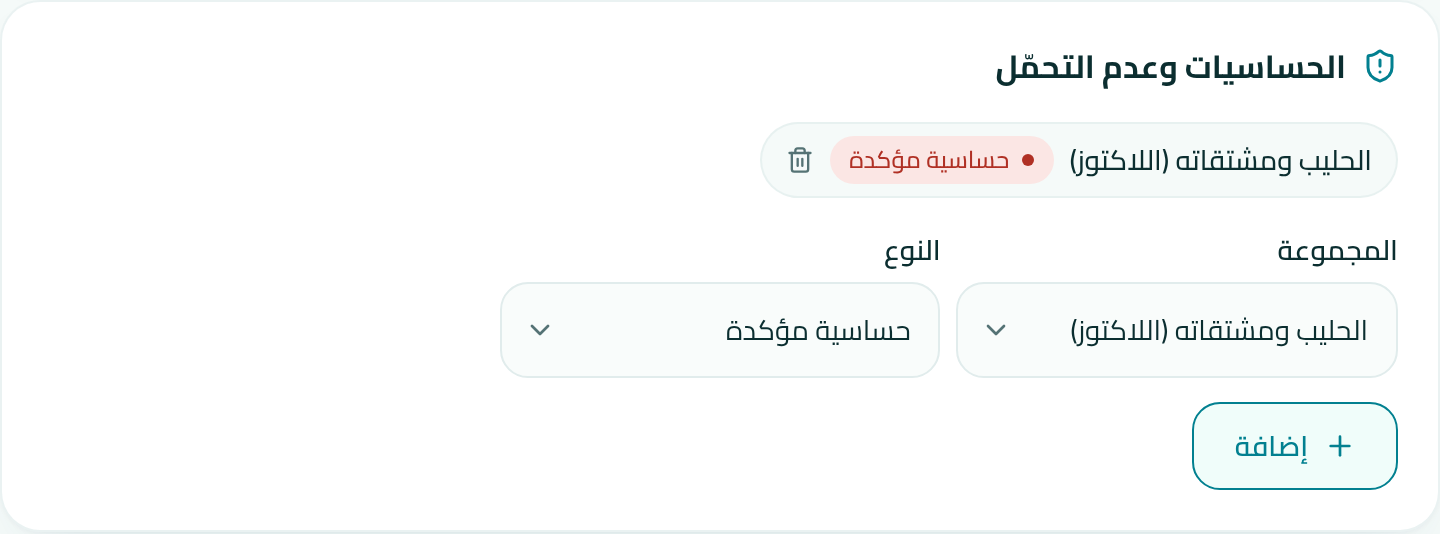 الحساسيات وعدم التحمّل
الحليب ومشتقاته (اللاكتوز) حساسية مؤكدة
المجموعة النوع
الحليب ومشتقاته (اللاكتوز) حساسية مؤكدة
إضافة